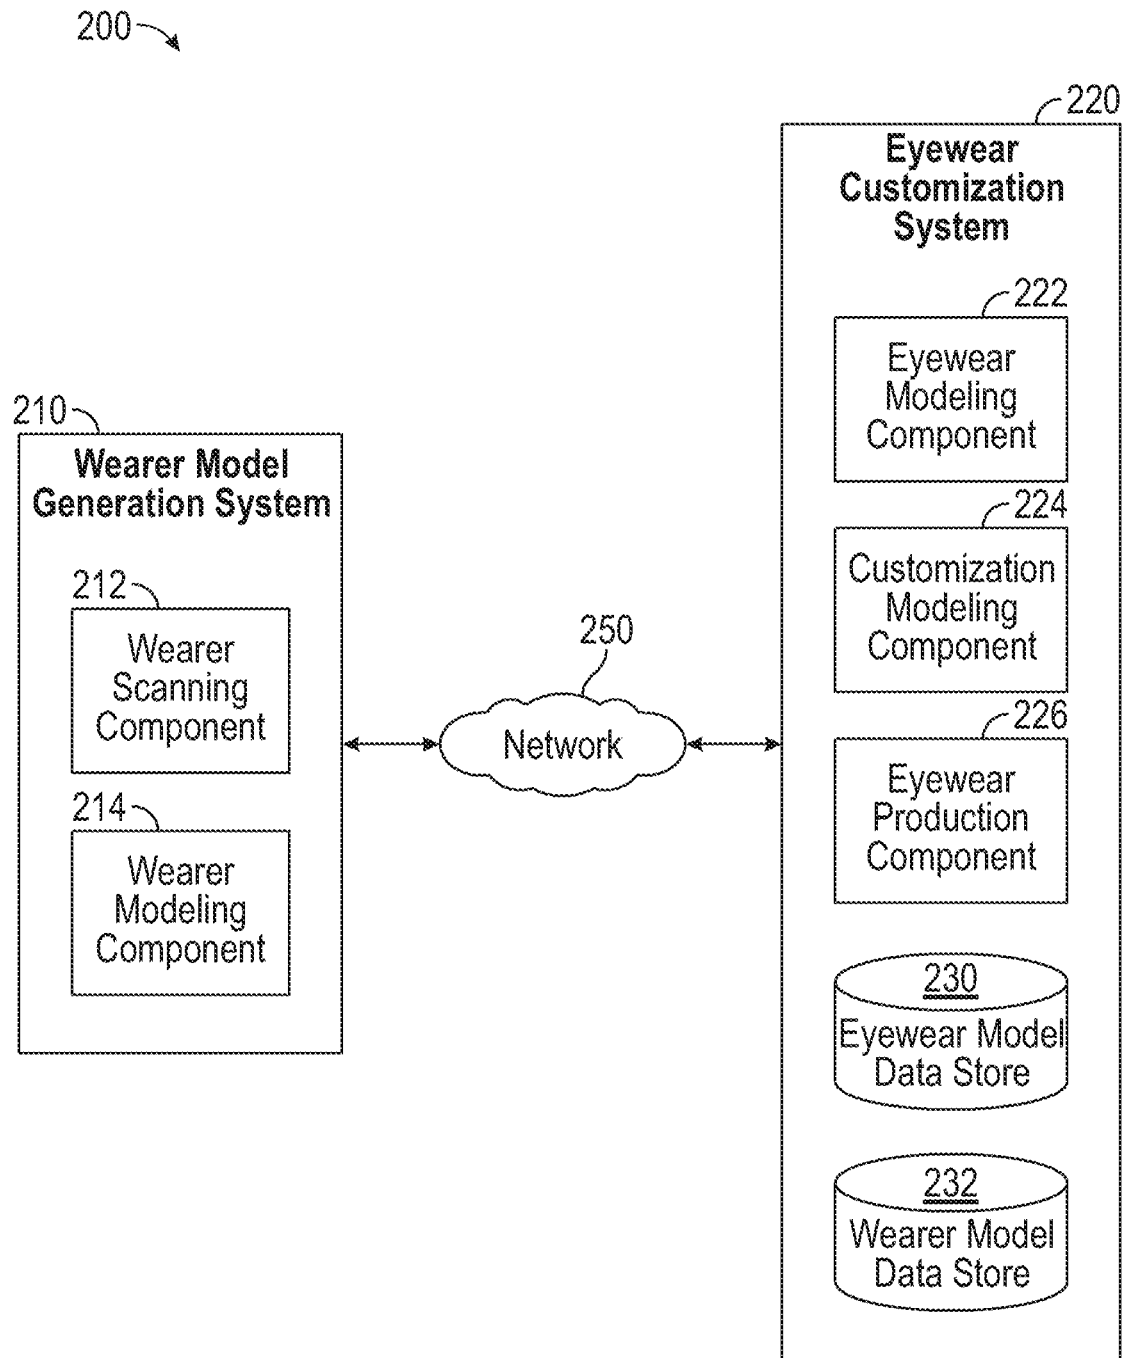 200
220
Eyewear
Customization
System
222
Eyewear
Modeling
Component
210
Wearer Model
Generation System
224
Customization
Modeling
Component
212
Wearer
Scanning
Component
250
Network
226
Eyewear
Production
Component
214
Wearer
Modeling
Component
230
Eyewear Model
Data Store
232
Wearer Model
Data Store